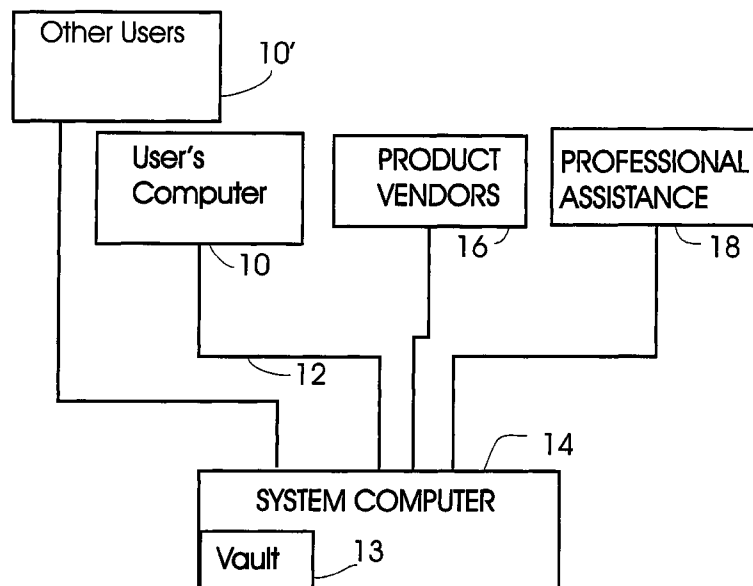 Other Users
10'
User's
Computer
10
PRODUCT
VENDORS
16
PROFESSIONAL
ASSISTANCE
18
12
14
SYSTEM COMPUTER
Vault
13